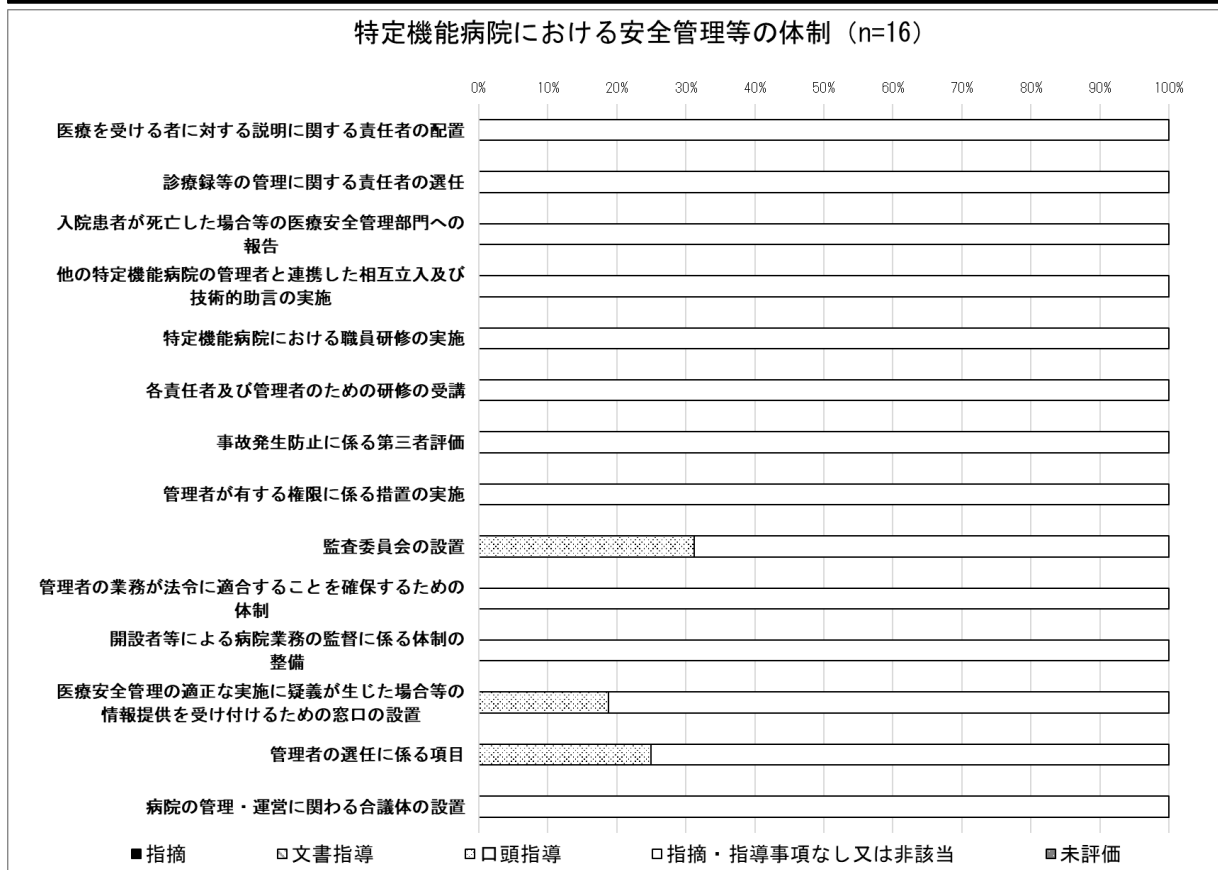 特定機能病院における安全管理等の体制（n=16）
0% 10% 20% 30% 40% 50% 60% 70% 80% 90% 100%
医療を受ける者に対する説明に関する責任者の配置
診療録等の管理に関する責任者の選任
入院患者が死亡した場合等の医療安全管理部門への
報告
他の特定機能病院の管理者と連携した相互立入及び
技術的助言の実施
特定機能病院における職員研修の実施
各責任者及び管理者のための研修の受講
事故発生防止に係る第三者評価
管理者が有する権限に係る措置の実施
監査委員会の設置
管理者の業務が法令に適合することを確保するための
体制
開設者等による病院業務の監督に係る体制の
整備
医療安全管理の適正な実施に疑義が生じた場合等の
情報提供を受け付けるための窓口の設置
管理者の選任に係る項目
病院の管理・運営に関わる合議体の設置
指摘 文書指導 口頭指導 指摘・指導事項なし又は非該当 未評価